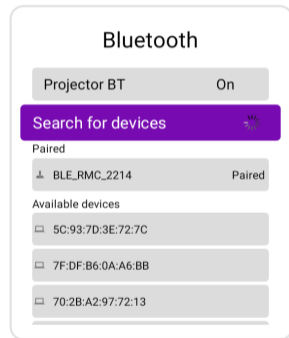 Bluetooth
Projector BT On
Search for devices
Paired
BLE_RMC_2214 Paired
Available devices
5C:93:7D:3E:72:7C
7F:DF:B6:0A:A6:BB
70:2B:A2:97:72:13